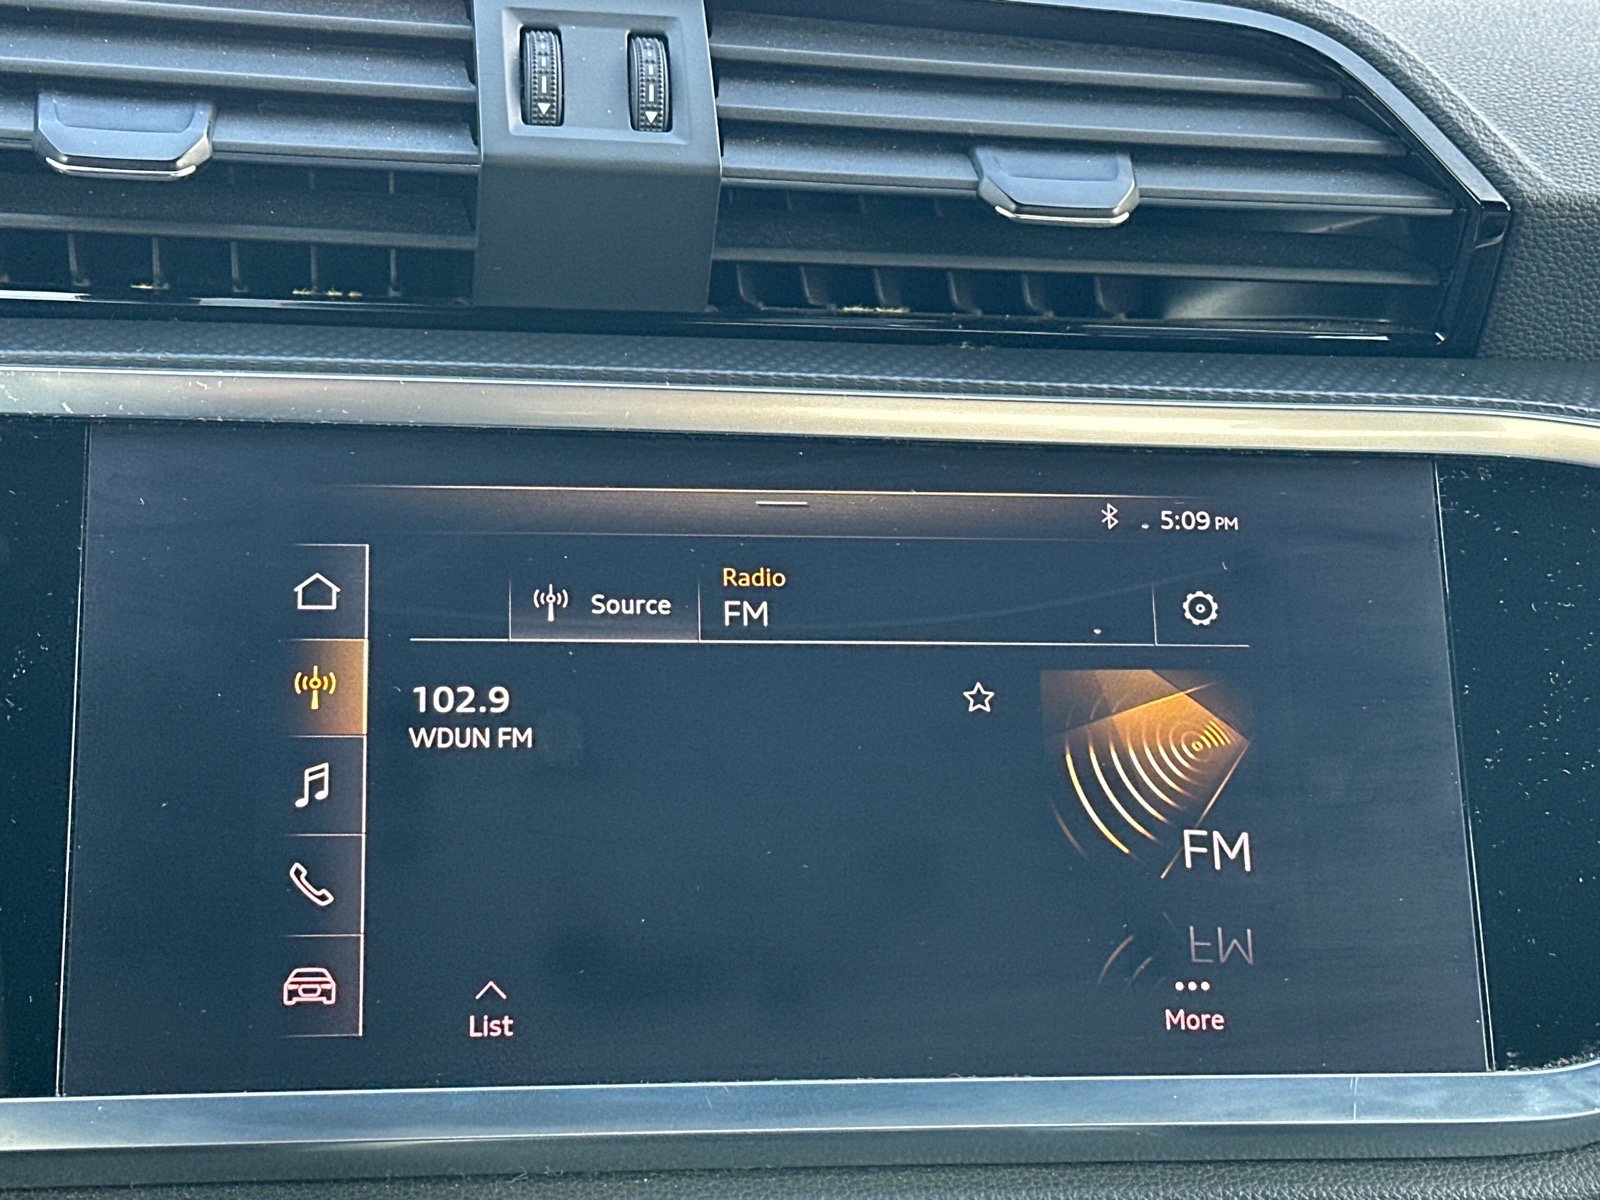 5:09 PM
Source
Radio
FM
102.9
WDUN FM
FM
List
More